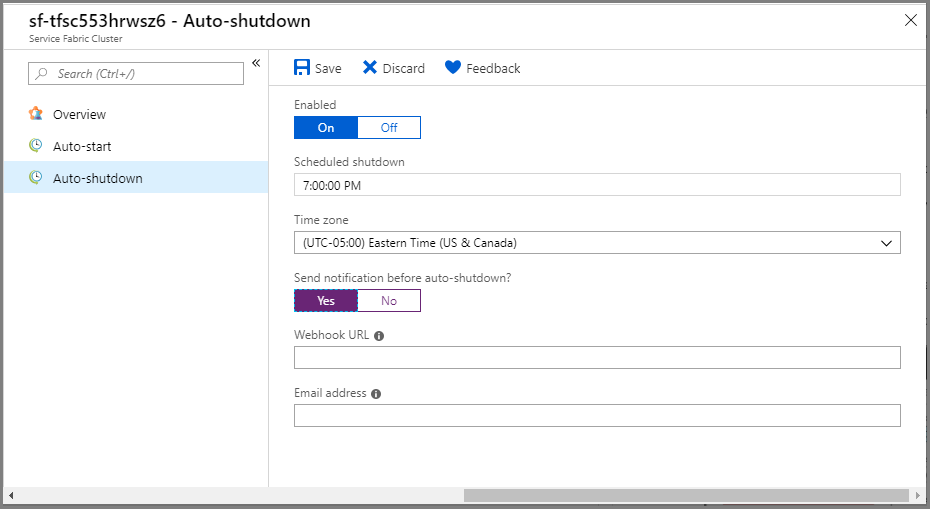 sf-tfsc553hrwsz6 - Auto-shutdown
Service Fabric Cluster
Search (Ctrl+/)
Overview
Auto-start
Auto-shutdown
Save Discard Feedback
Enabled
On Off
Scheduled shutdown
7:00:00 PM
Time zone
(UTC-05:00) Eastern Time (US & Canada)
Send notification before auto-shutdown?
Yes No
Webhook URL
Email address